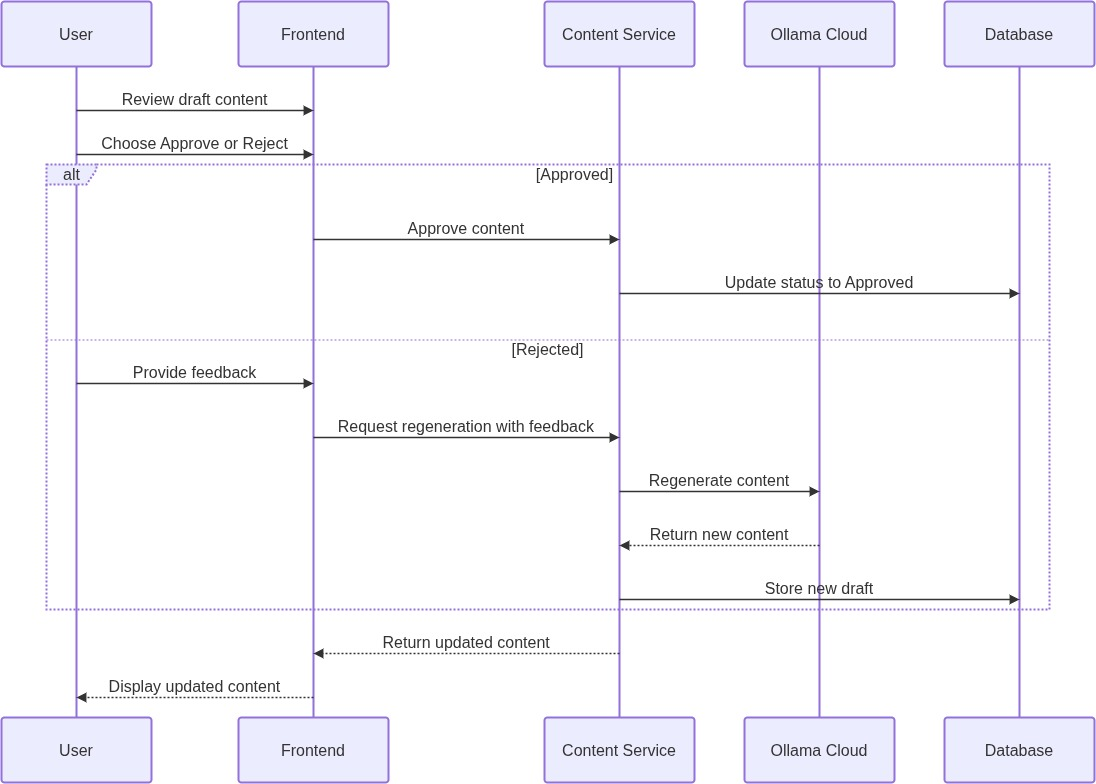 User
Frontend
Content Service
Ollama Cloud
Database
Review draft content
Choose Approve or Reject
alt
[Approved]
Approve content
Update status to Approved
[Rejected]
Provide feedback
Request regeneration with feedback
Regenerate content
Return new content
Store new draft
Return updated content
Display updated content
User
Frontend
Content Service
Ollama Cloud
Database